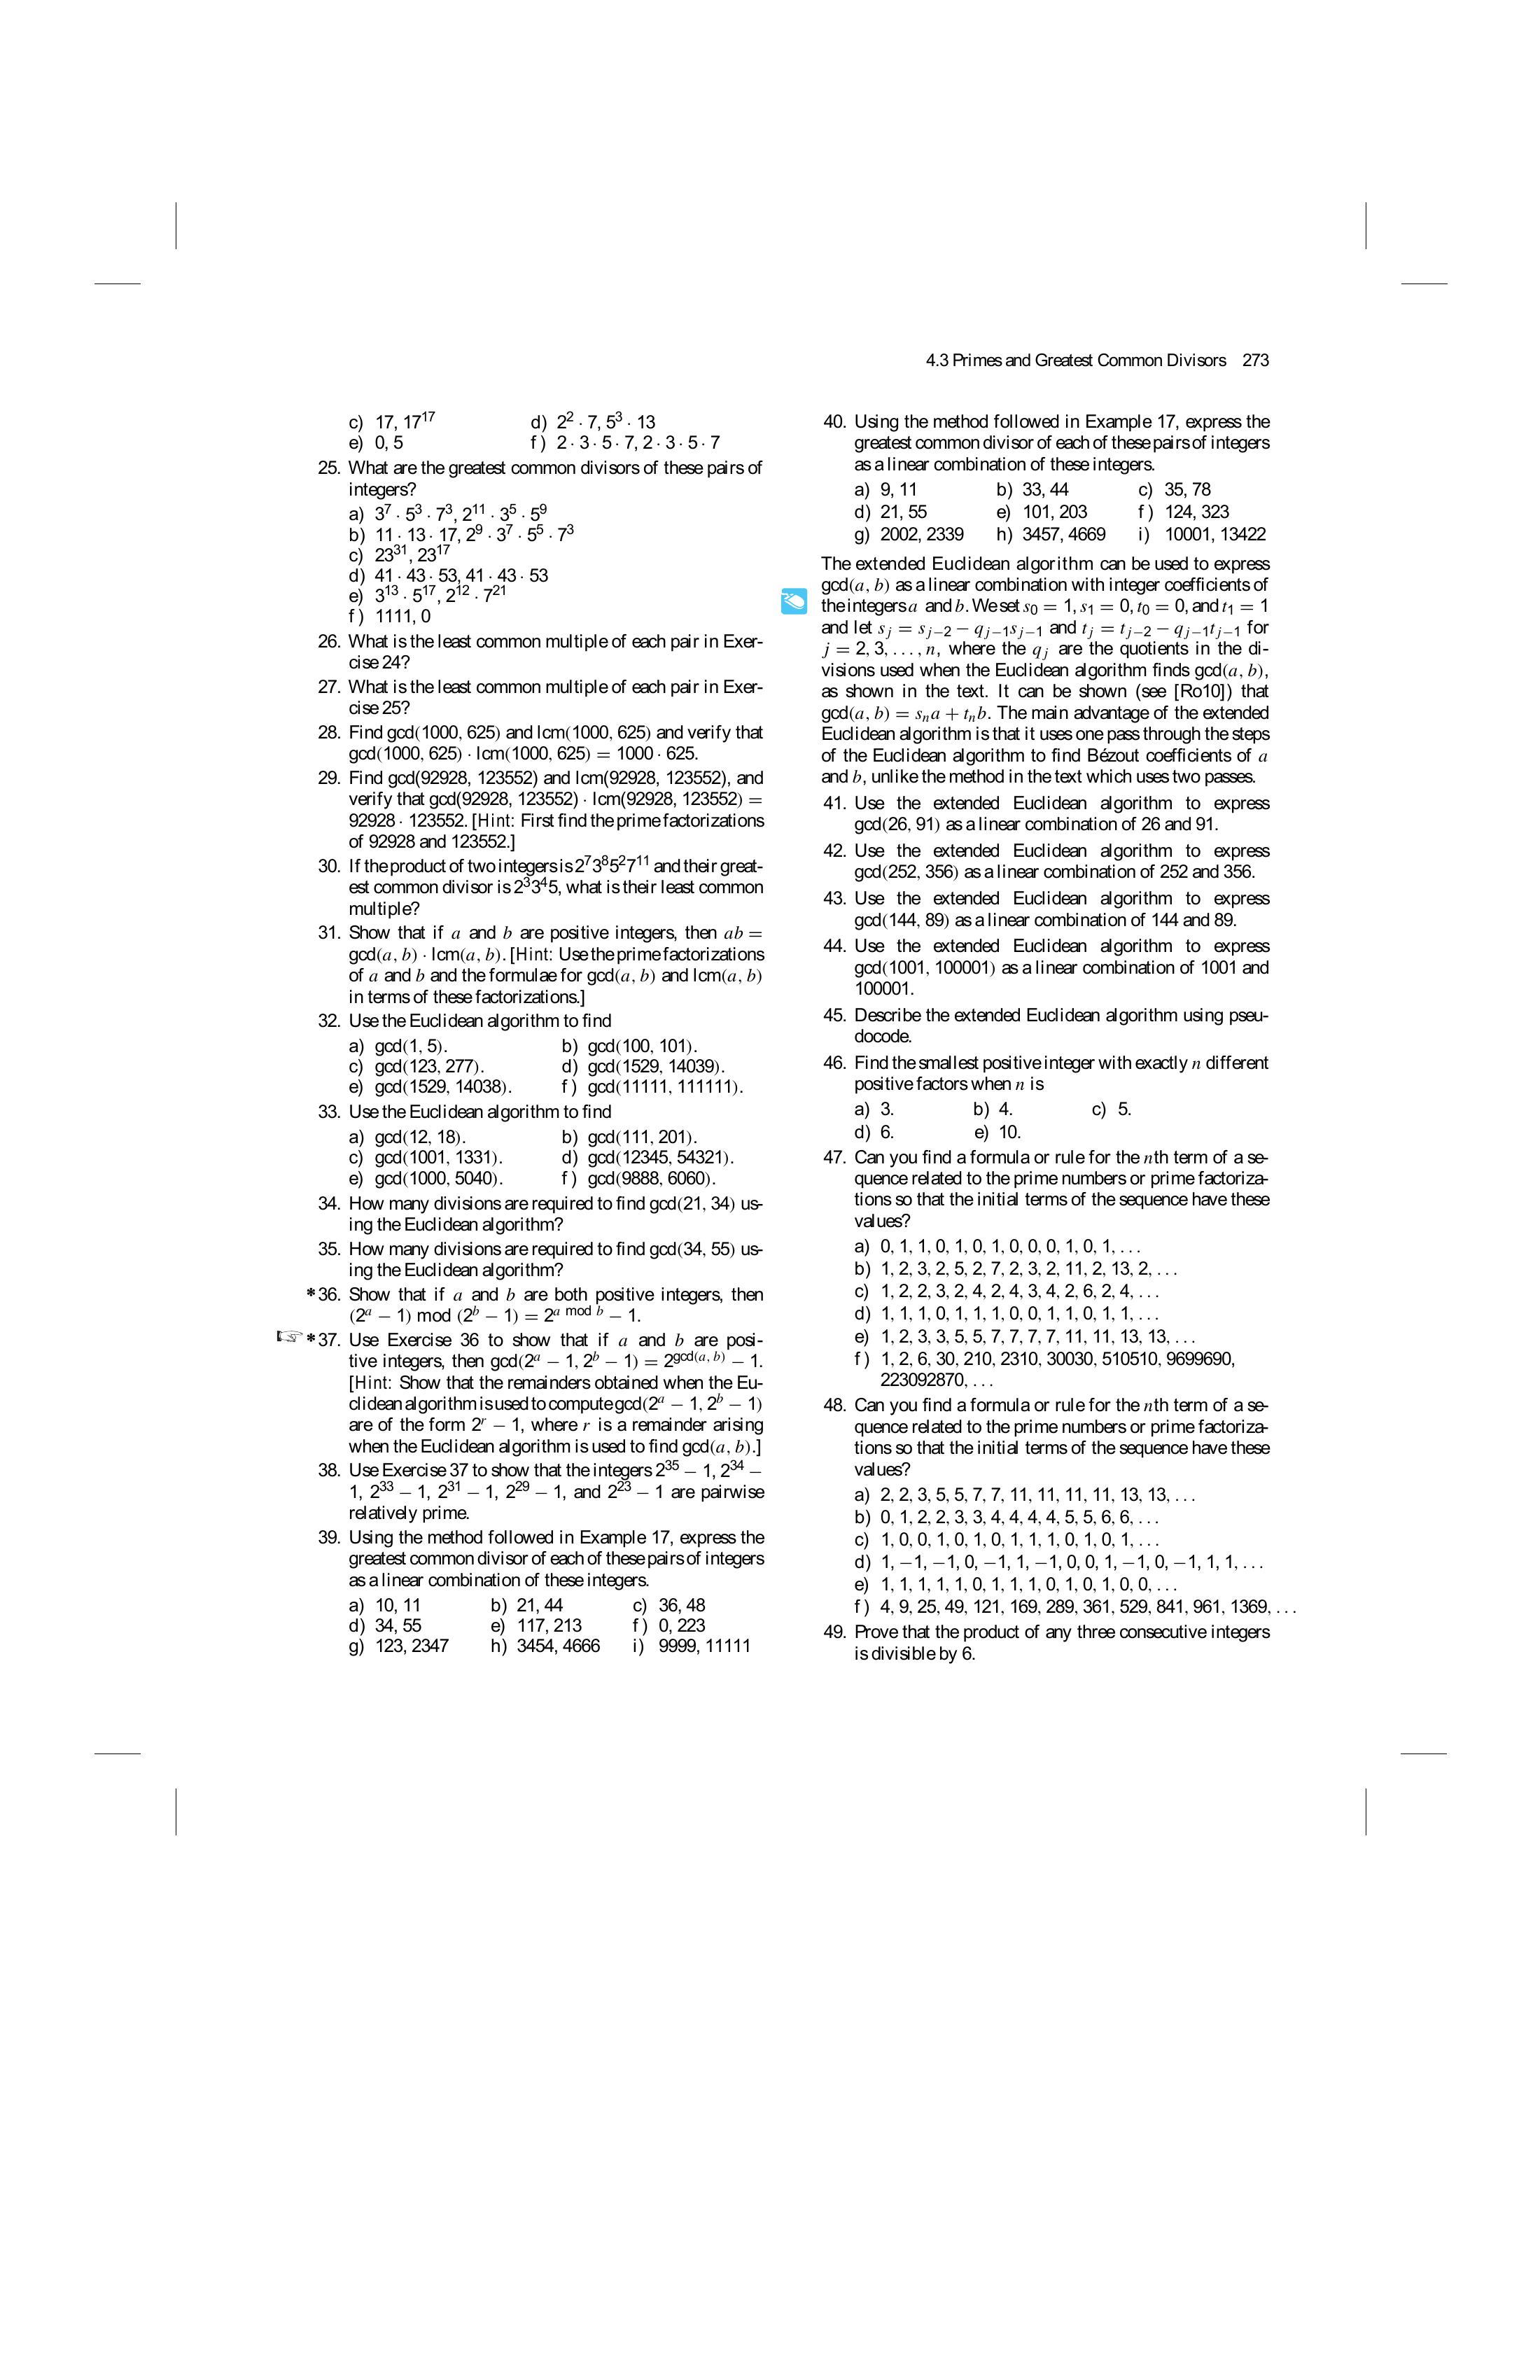 4.3 Primes and Greatest Common Divisors 273
c) 17, 17^17 d) 2^2 · 7, 5^3 · 13
e) 0, 5 f) 2 · 3 · 5 · 7, 2 · 3 · 5 · 7
25. What are the greatest common divisors of these pairs of
integers?
a) 3^7 · 5^3 · 7^3, 2^11 · 3^5 · 5^9
b) 11 · 13 · 17, 2^9 · 3^7 · 5^5 · 7^3
c) 23^31, 23^17
d) 41 · 43 · 53, 41 · 43 · 53
e) 3^13 · 5^17, 2^12 · 7^21
f) 1111, 0
26. What is the least common multiple of each pair in Exer-
cise 24?
27. What is the least common multiple of each pair in Exer-
cise 25?
28. Find gcd(1000, 625) and lcm(1000, 625) and verify that
gcd(1000, 625) · lcm(1000, 625) = 1000 · 625.
29. Find gcd(92928, 123552) and lcm(92928, 123552), and
verify that gcd(92928, 123552) · lcm(92928, 123552) =
92928 · 123552. [Hint: First find the prime factorizations
of 92928 and 123552.]
30. If the product of two integers is 2^7 3^8 5^2 7^11 and their great-
est common divisor is 2^3 3^4 5, what is their least common
multiple?
31. Show that if a and b are positive integers, then ab =
gcd(a, b) · lcm(a, b). [Hint: Use the prime factorizations
of a and b and the formulae for gcd(a, b) and lcm(a, b)
in terms of these factorizations.]
32. Use the Euclidean algorithm to find
a) gcd(1, 5). b) gcd(100, 101).
c) gcd(123, 277). d) gcd(1529, 14039).
e) gcd(1529, 14038). f) gcd(11111, 111111).
33. Use the Euclidean algorithm to find
a) gcd(12, 18). b) gcd(111, 201).
c) gcd(1001, 1331). d) gcd(12345, 54321).
e) gcd(1000, 5040). f) gcd(9888, 6060).
34. How many divisions are required to find gcd(21, 34) us-
ing the Euclidean algorithm?
35. How many divisions are required to find gcd(34, 55) us-
ing the Euclidean algorithm?
*36. Show that if a and b are both positive integers, then
(2^a − 1) mod (2^b − 1) = 2^(a mod b) − 1.
☞ *37. Use Exercise 36 to show that if a and b are posi-
tive integers, then gcd(2^a − 1, 2^b − 1) = 2^gcd(a, b) − 1.
[Hint: Show that the remainders obtained when the Eu-
clidean algorithm is used to compute gcd(2^a − 1, 2^b − 1)
are of the form 2^r − 1, where r is a remainder arising
when the Euclidean algorithm is used to find gcd(a, b).]
38. Use Exercise 37 to show that the integers 2^35 − 1, 2^34 −
1, 2^33 − 1, 2^31 − 1, 2^29 − 1, and 2^23 − 1 are pairwise
relatively prime.
39. Using the method followed in Example 17, express the
greatest common divisor of each of these pairs of integers
as a linear combination of these integers.
a) 10, 11 b) 21, 44 c) 36, 48
d) 34, 55 e) 117, 213 f) 0, 223
g) 123, 2347 h) 3454, 4666 i) 9999, 11111
40. Using the method followed in Example 17, express the
greatest common divisor of each of these pairs of integers
as a linear combination of these integers.
a) 9, 11 b) 33, 44 c) 35, 78
d) 21, 55 e) 101, 203 f) 124, 323
g) 2002, 2339 h) 3457, 4669 i) 10001, 13422
The extended Euclidean algorithm can be used to express
gcd(a, b) as a linear combination with integer coefficients of
the integers a and b. We set s_0 = 1, s_1 = 0, t_0 = 0, and t_1 = 1
and let s_j = s_{j−2} − q_{j−1}s_{j−1} and t_j = t_{j−2} − q_{j−1}t_{j−1} for
j = 2, 3, . . . , n, where the q_j are the quotients in the di-
visions used when the Euclidean algorithm finds gcd(a, b),
as shown in the text. It can be shown (see [Ro10]) that
gcd(a, b) = s_n a + t_n b. The main advantage of the extended
Euclidean algorithm is that it uses one pass through the steps
of the Euclidean algorithm to find Bézout coefficients of a
and b, unlike the method in the text which uses two passes.
41. Use the extended Euclidean algorithm to express
gcd(26, 91) as a linear combination of 26 and 91.
42. Use the extended Euclidean algorithm to express
gcd(252, 356) as a linear combination of 252 and 356.
43. Use the extended Euclidean algorithm to express
gcd(144, 89) as a linear combination of 144 and 89.
44. Use the extended Euclidean algorithm to express
gcd(1001, 100001) as a linear combination of 1001 and
100001.
45. Describe the extended Euclidean algorithm using pseu-
docode.
46. Find the smallest positive integer with exactly n different
positive factors when n is
a) 3. b) 4. c) 5.
d) 6. e) 10.
47. Can you find a formula or rule for the nth term of a se-
quence related to the prime numbers or prime factoriza-
tions so that the initial terms of the sequence have these
values?
a) 0, 1, 1, 0, 1, 0, 1, 0, 0, 0, 1, 0, 1, . . .
b) 1, 2, 3, 2, 5, 2, 7, 2, 3, 2, 11, 2, 13, 2, . . .
c) 1, 2, 2, 3, 2, 4, 2, 4, 3, 4, 2, 6, 2, 4, . . .
d) 1, 1, 1, 0, 1, 1, 1, 0, 0, 1, 1, 0, 1, 1, . . .
e) 1, 2, 3, 3, 5, 5, 7, 7, 7, 7, 11, 11, 13, 13, . . .
f) 1, 2, 6, 30, 210, 2310, 30030, 510510, 9699690,
223092870, . . .
48. Can you find a formula or rule for the nth term of a se-
quence related to the prime numbers or prime factoriza-
tions so that the initial terms of the sequence have these
values?
a) 2, 2, 3, 5, 5, 7, 7, 11, 11, 11, 11, 13, 13, . . .
b) 0, 1, 2, 2, 3, 3, 4, 4, 4, 4, 5, 5, 6, 6, . . .
c) 1, 0, 0, 1, 0, 1, 0, 1, 1, 1, 0, 1, 0, 1, . . .
d) 1, −1, −1, 0, −1, 1, −1, 0, 0, 1, −1, 0, −1, 1, 1, . . .
e) 1, 1, 1, 1, 1, 0, 1, 1, 1, 0, 1, 0, 1, 0, 0, . . .
f) 4, 9, 25, 49, 121, 169, 289, 361, 529, 841, 961, 1369, . . .
49. Prove that the product of any three consecutive integers
is divisible by 6.